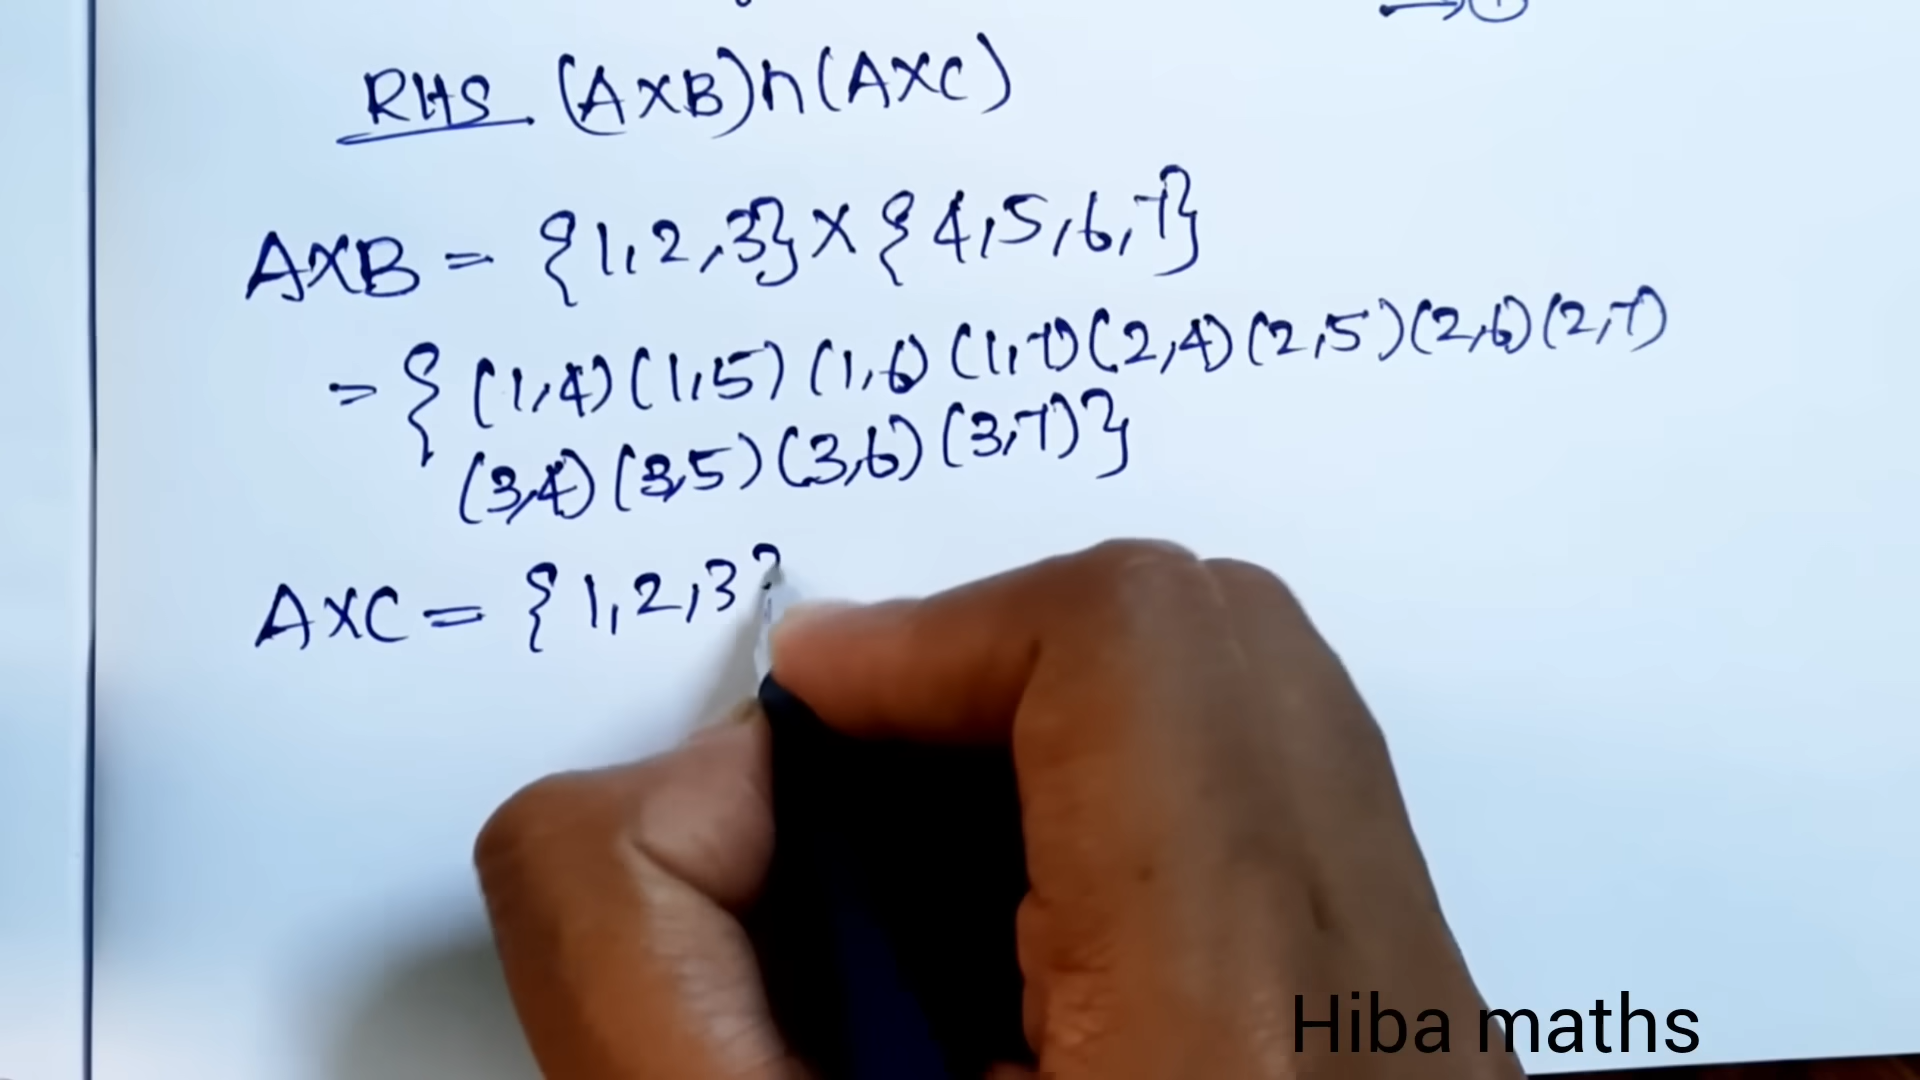 →①
RHS (A×B)∩(A×C)
A×B = {1,2,3}×{4,5,6,7}
= { (1,4)(1,5)(1,6)(1,7)(2,4)(2,5)(2,6)(2,7)
(3,4)(3,5)(3,6)(3,7)}
A×C = {1,2,3
Hiba maths